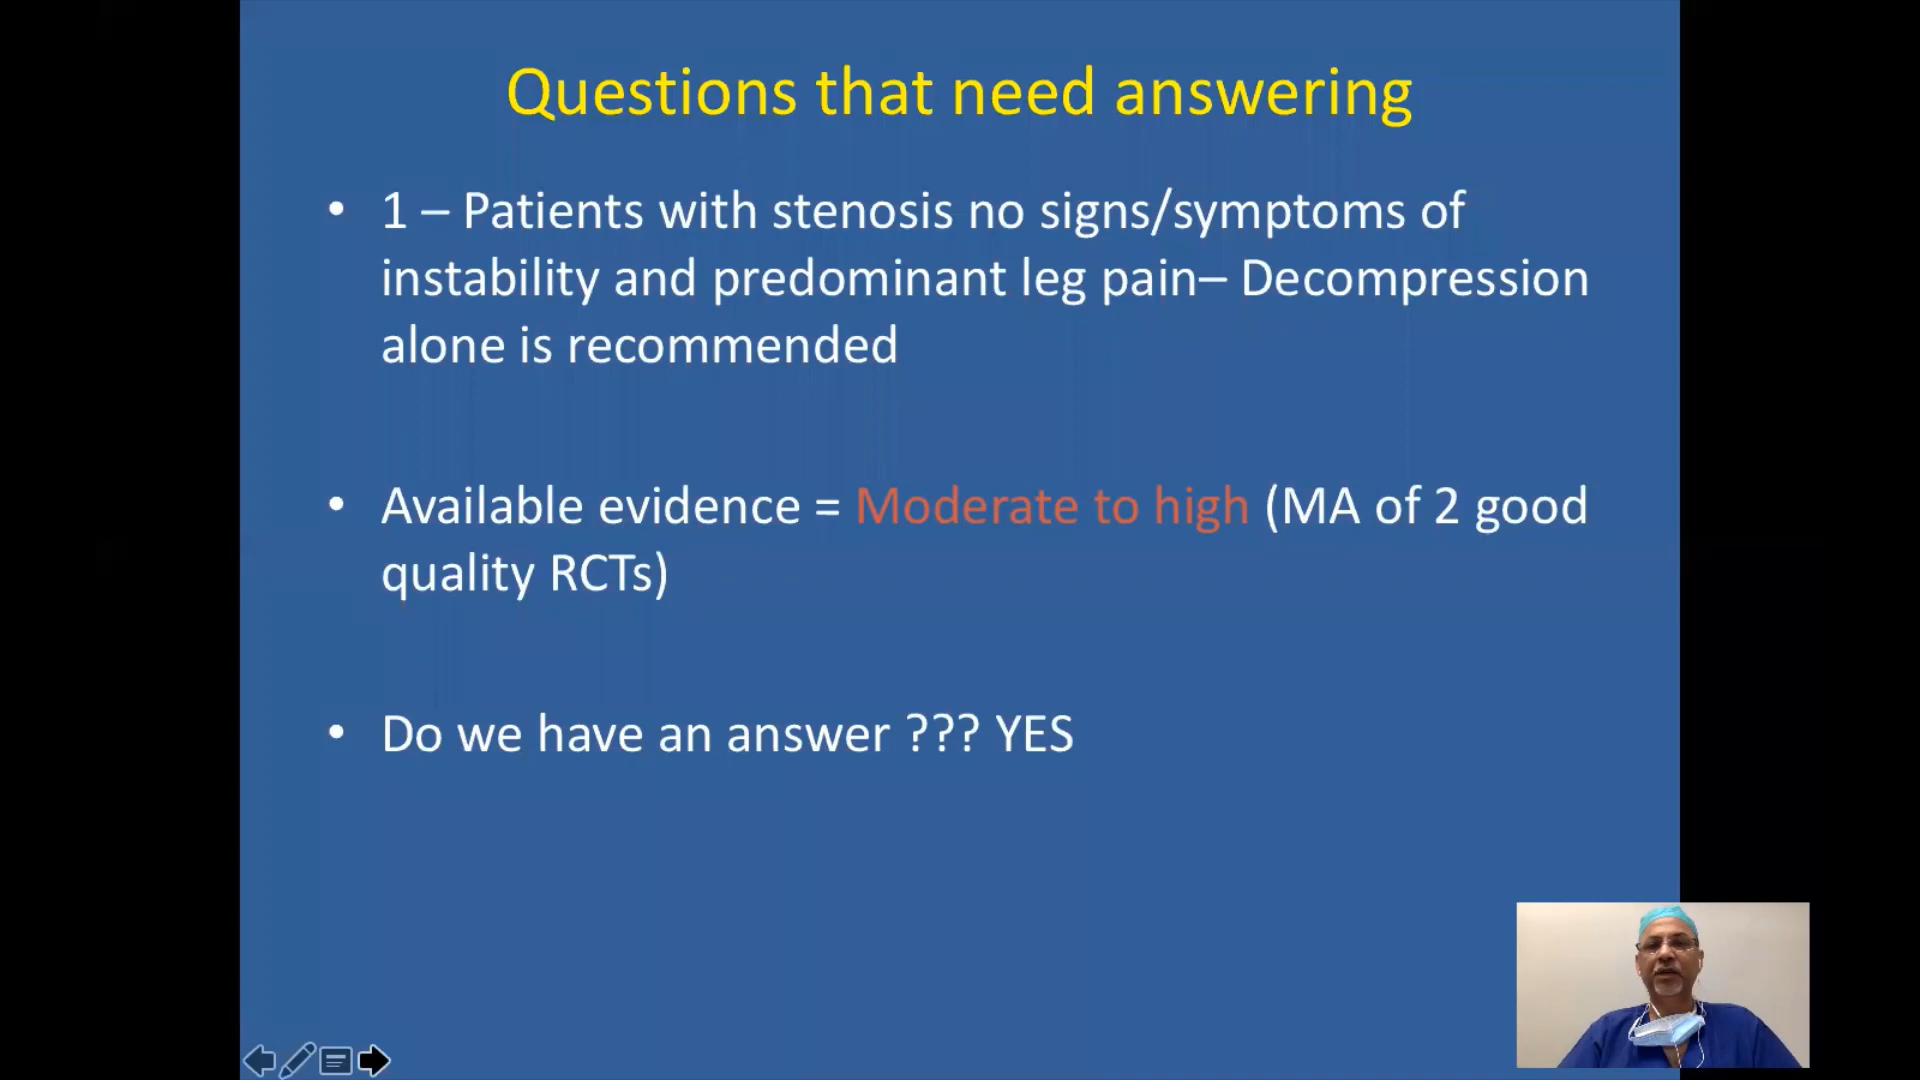 Questions that need answering
• 1 – Patients with stenosis no signs/symptoms of
instability and predominant leg pain– Decompression
alone is recommended
• Available evidence = Moderate to high (MA of 2 good
quality RCTs)
• Do we have an answer ??? YES